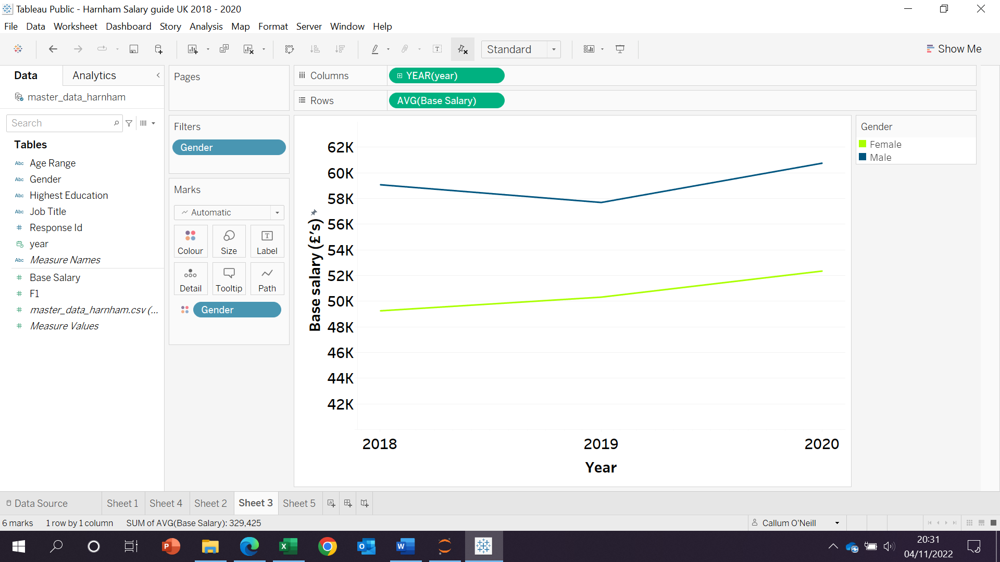 Tableau Public - Harnham Salary guide UK 2018 - 2020
File Data Worksheet Dashboard Story Analysis Map Format Server Window Help
Standard
Show Me
Data Analytics
master_data_harnham
Search
Tables
Abc Age Range
Abc Gender
Abc Highest Education
Abc Job Title
# Response Id
year
Abc Measure Names
# Base Salary
# F1
# master_data_harnham.csv (...
# Measure Values
Pages
Filters
Gender
Marks
Automatic
Colour Size Label
Detail Tooltip Path
Gender
Columns YEAR(year)
Rows AVG(Base Salary)
Base salary (£'s)
62K
60K
58K
56K
54K
52K
50K
48K
46K
44K
42K
2018 2019 2020
Year
Gender
Female
Male
Data Source Sheet 1 Sheet 4 Sheet 2 Sheet 3 Sheet 5
6 marks 1 row by 1 column SUM of AVG(Base Salary): 329,425
Callum O'Neill
20:31
04/11/2022